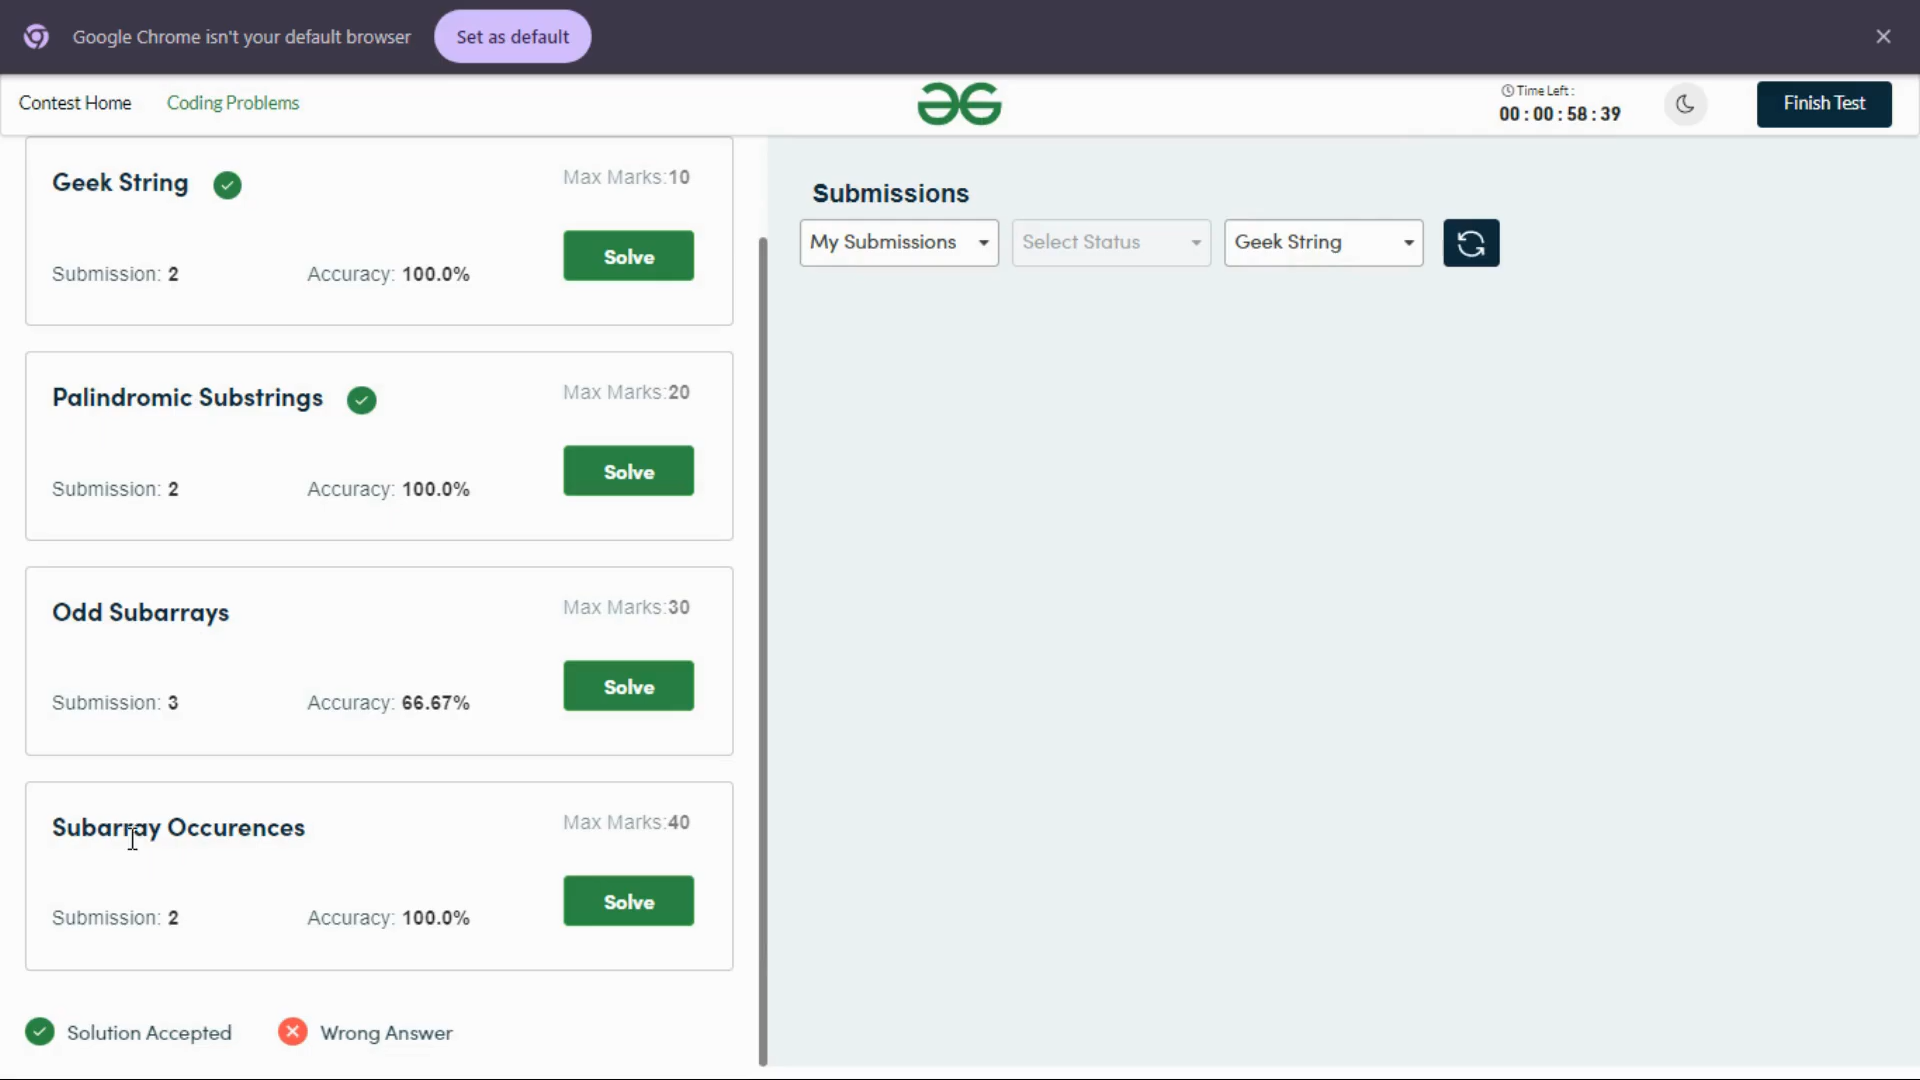 Google Chrome isn't your default browser
Set as default
Contest Home
Coding Problems
Time Left :
00 : 00 : 58 : 39
Finish Test
Geek String
Max Marks:10
Submission: 2
Accuracy: 100.0%
Solve
Palindromic Substrings
Max Marks:20
Submission: 2
Accuracy: 100.0%
Solve
Odd Subarrays
Max Marks:30
Submission: 3
Accuracy: 66.67%
Solve
Subarray Occurences
Max Marks:40
Submission: 2
Accuracy: 100.0%
Solve
Solution Accepted
Wrong Answer
Submissions
My Submissions
Select Status
Geek String